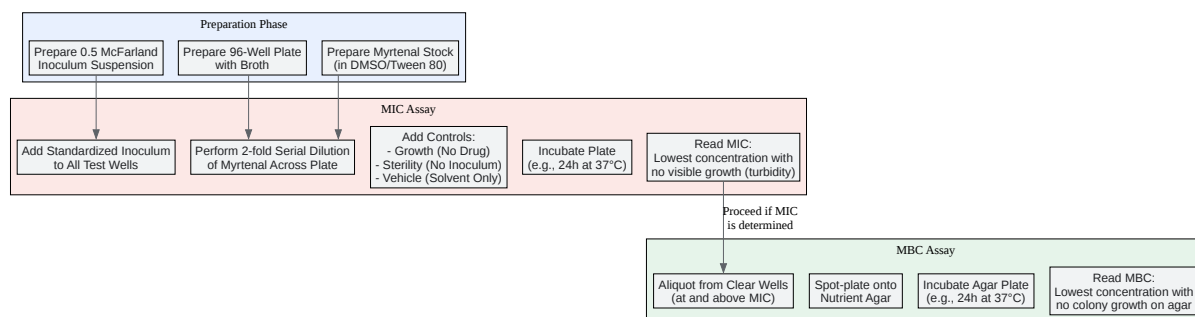 Preparation Phase
Prepare 0.5 McFarland
Inoculum Suspension
Prepare 96-Well Plate
with Broth
Prepare Myrtenal Stock
(in DMSO/Tween 80)
MIC Assay
Add Standardized Inoculum
to All Test Wells
Perform 2-fold Serial Dilution
of Myrtenal Across Plate
Add Controls:
- Growth (No Drug)
- Sterility (No Inoculum)
- Vehicle (Solvent Only)
Incubate Plate
(e.g., 24h at 37°C)
Read MIC:
Lowest concentration with
no visible growth (turbidity)
Proceed if MIC
is determined
MBC Assay
Aliquot from Clear Wells
(at and above MIC)
Spot-plate onto
Nutrient Agar
Incubate Agar Plate
(e.g., 24h at 37°C)
Read MBC:
Lowest concentration with
no colony growth on agar